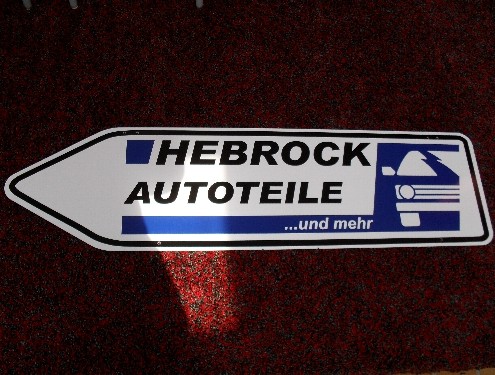 HEBROCK
AUTOTEILE
...und mehr